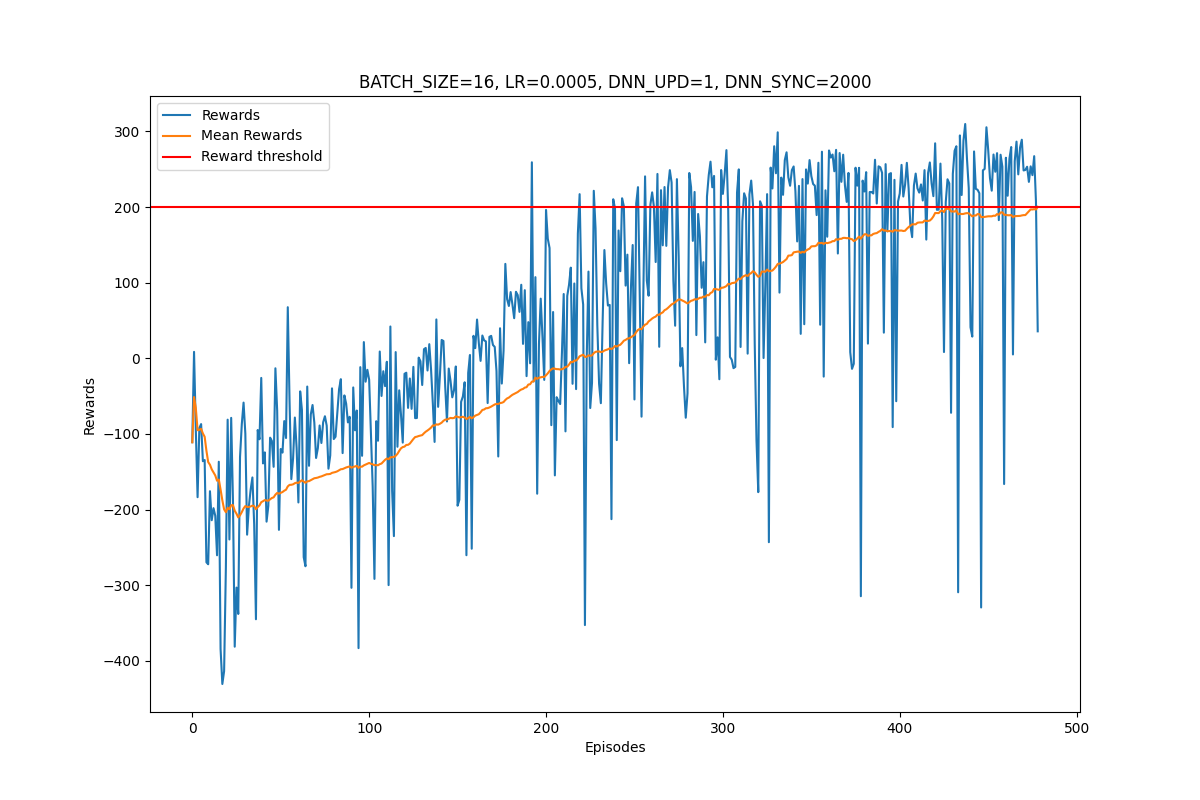 BATCH_SIZE=16, LR=0.0005, DNN_UPD=1, DNN_SYNC=2000
Rewards
Mean Rewards
Reward threshold
300
200
100
0
−100
−200
−300
−400
Rewards
0 100 200 300 400 500
Episodes